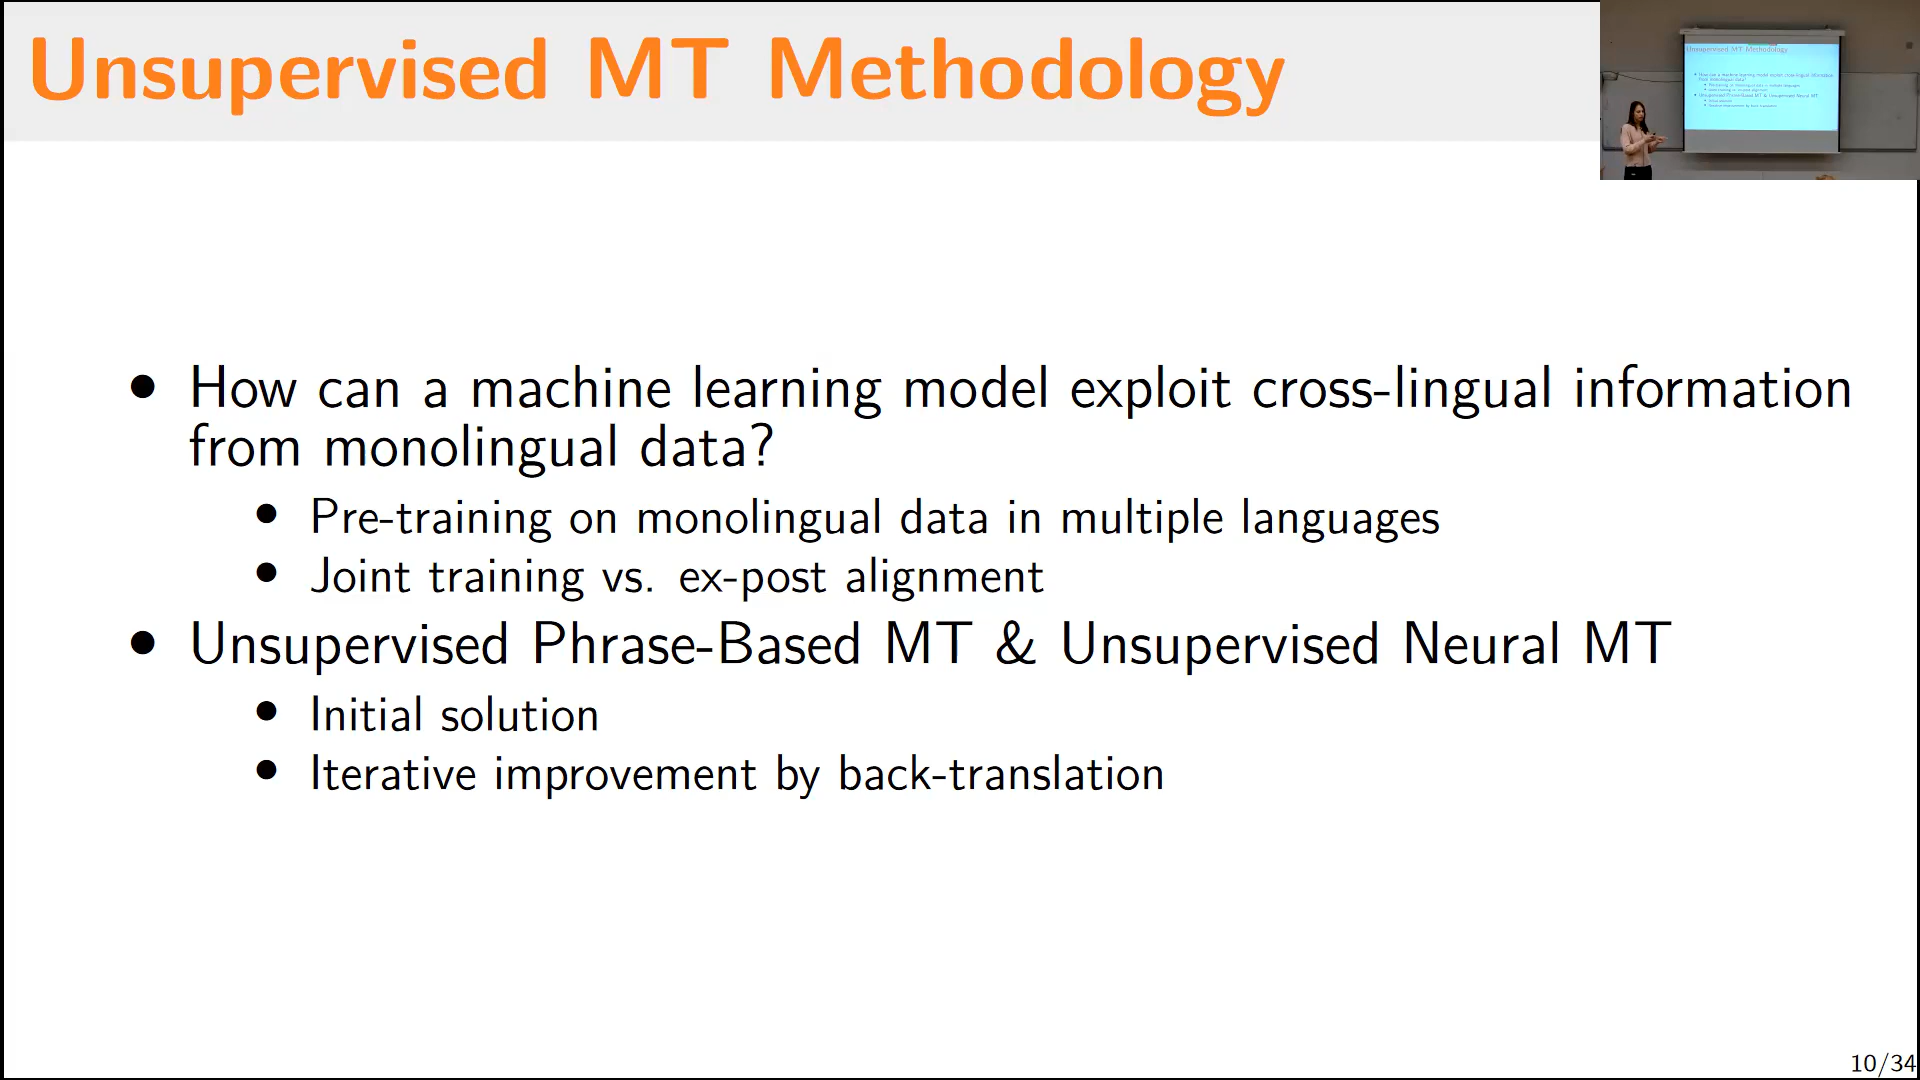 Unsupervised MT Methodology
• How can a machine learning model exploit cross-lingual information
from monolingual data?
• Pre-training on monolingual data in multiple languages
• Joint training vs. ex-post alignment
• Unsupervised Phrase-Based MT & Unsupervised Neural MT
• Initial solution
• Iterative improvement by back-translation
10/34